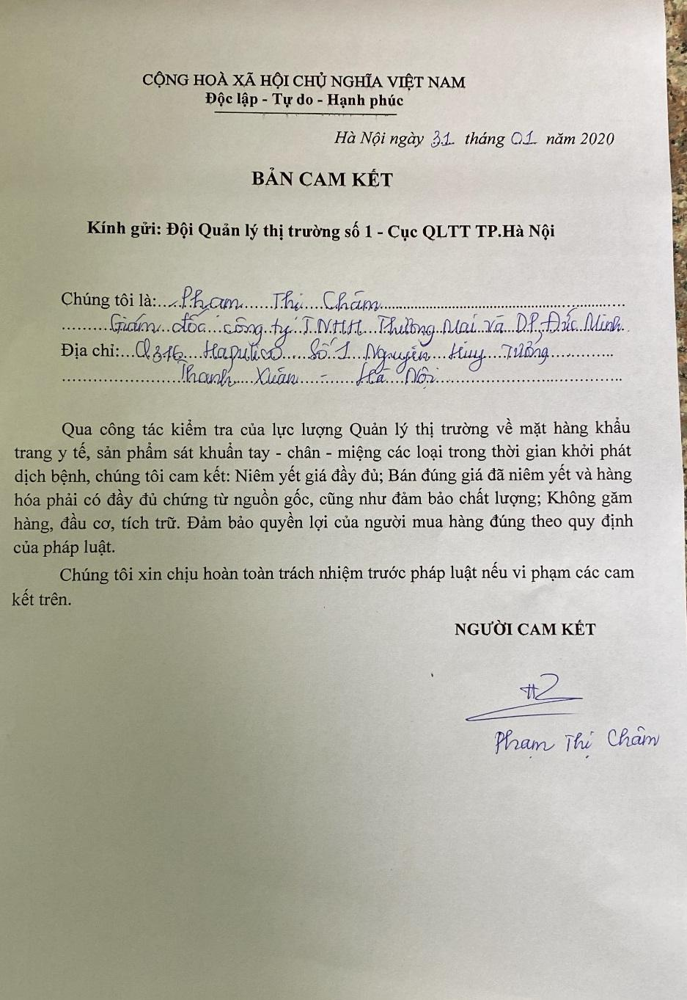 CỘNG HOÀ XÃ HỘI CHỦ NGHĨA VIỆT NAM
Độc lập - Tự do - Hạnh phúc
Hà Nội ngày 31 tháng 01 năm 2020
BẢN CAM KẾT
Kính gửi: Đội Quản lý thị trường số 1 - Cục QLTT TP.Hà Nội
Chúng tôi là: Phạm Thị Châm
Giám đốc công ty TNHH Thương Mại và DP Đức Minh
Địa chỉ: Q316 Hapulico Số 1 Nguyễn Huy Tưởng
Thanh Xuân - Hà Nội
Qua công tác kiểm tra của lực lượng Quản lý thị trường về mặt hàng khẩu
trang y tế, sản phẩm sát khuẩn tay - chân - miệng các loại trong thời gian khởi phát
dịch bệnh, chúng tôi cam kết: Niêm yết giá đầy đủ; Bán đúng giá đã niêm yết và hàng
hóa phải có đầy đủ chứng từ nguồn gốc, cũng như đảm bảo chất lượng; Không găm
hàng, đầu cơ, tích trữ. Đảm bảo quyền lợi của người mua hàng đúng theo quy định
của pháp luật.
Chúng tôi xin chịu hoàn toàn trách nhiệm trước pháp luật nếu vi phạm các cam
kết trên.
NGƯỜI CAM KẾT
Phạm Thị Châm